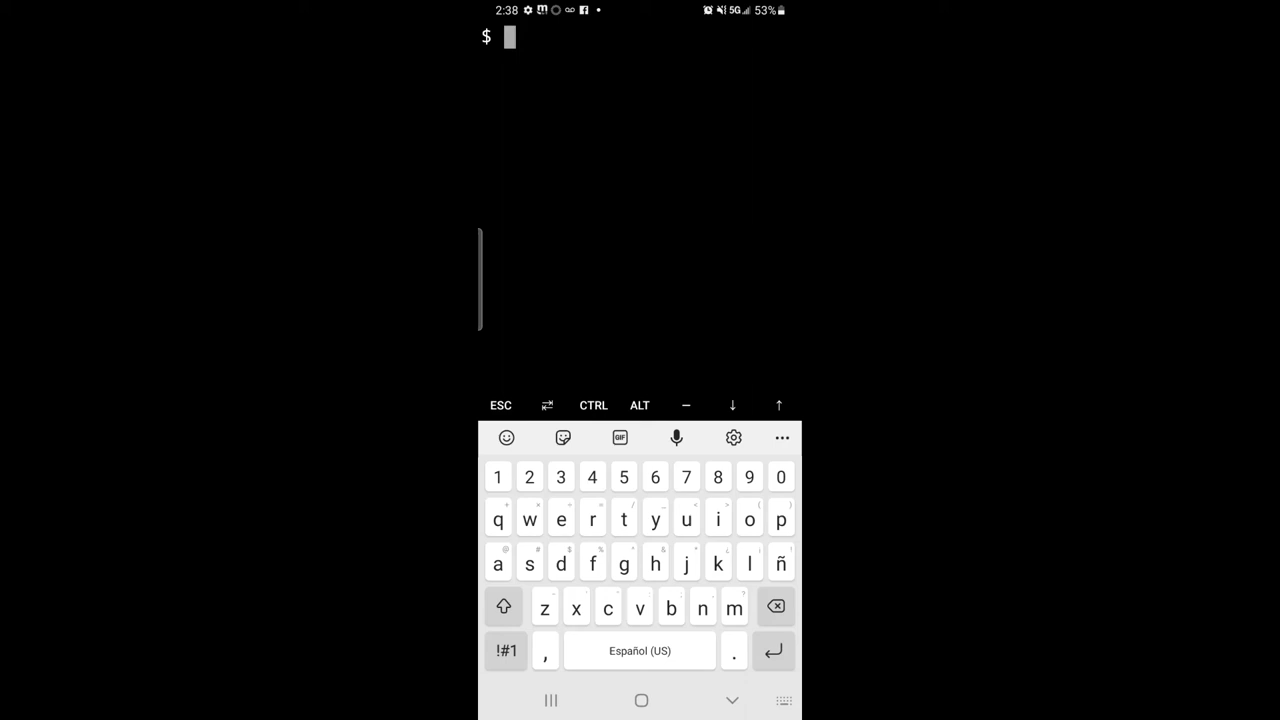 2:38 5G 53%
$
ESC CTRL ALT — ↓ ↑
GIF
1 2 3 4 5 6 7 8 9 0
q w e r t y u i o p
a s d f g h j k l ñ
z x c v b n m
!#1 , Español (US) .